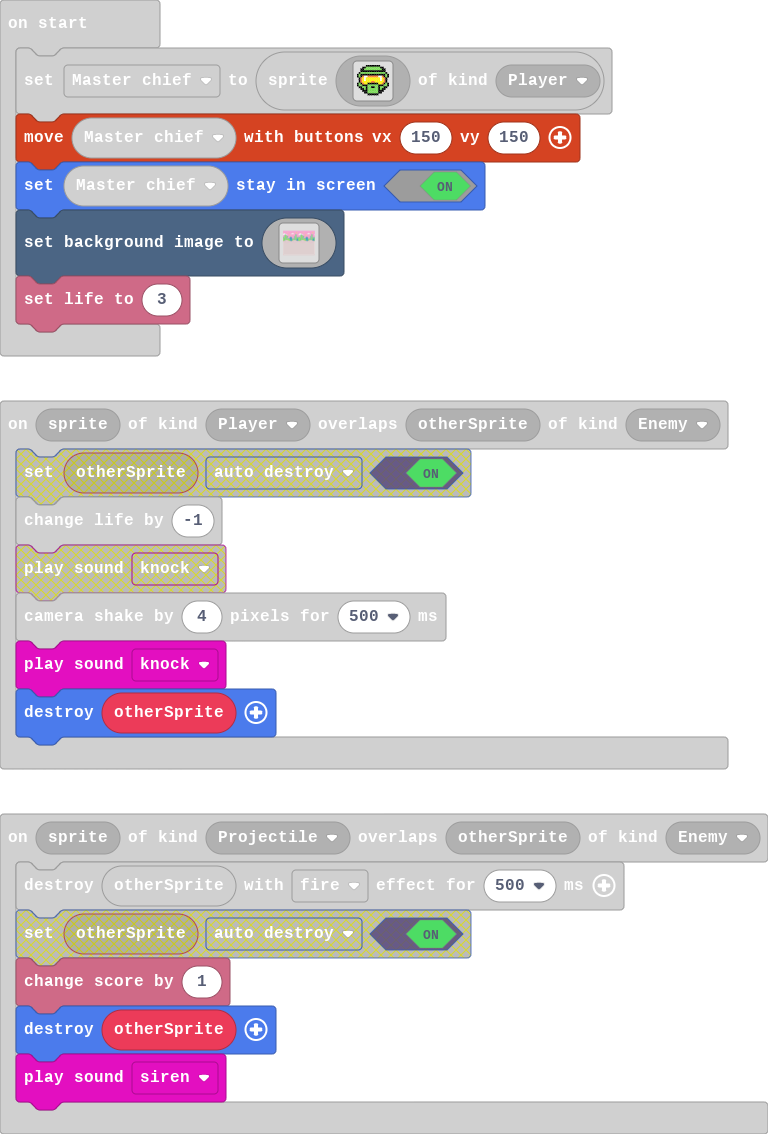 on start
set Master chief to sprite of kind Player
move Master chief with buttons vx 150 vy 150
set Master chief stay in screen ON
set background image to
set life to 3
on sprite of kind Player overlaps otherSprite of kind Enemy
set otherSprite auto destroy ON
change life by -1
play sound knock
camera shake by 4 pixels for 500 ms
play sound knock
destroy otherSprite
on sprite of kind Projectile overlaps otherSprite of kind Enemy
destroy otherSprite with fire effect for 500 ms
set otherSprite auto destroy ON
change score by 1
destroy otherSprite
play sound siren